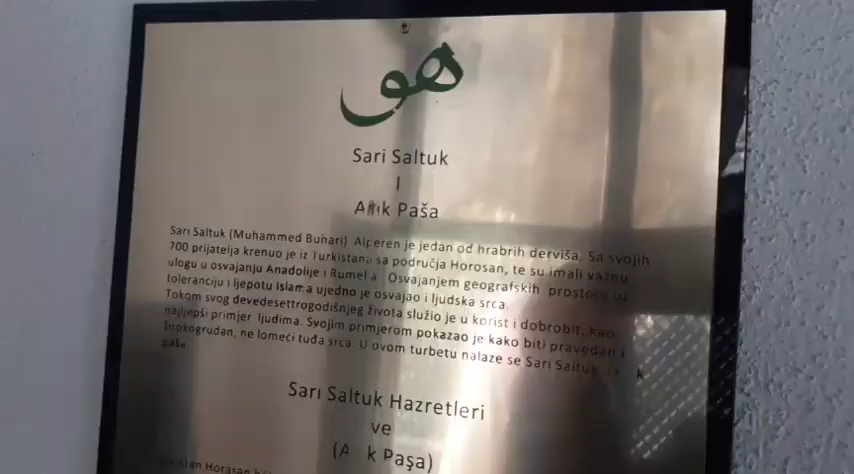 هو
Sari Saltuk
I
Paša
Sari Saltuk (Muhammed Buhari) Alperen je jedan od hrabrih derviša. Sa svojih
700 prijatelja krenuo je iz Turkistana sa područja Horosan, te su imali važnu
ulogu u osvajanju Anadolije i Osvajanjem geografskih prostora uz
toleranciju i ljepotu islama ujedno je osvajao i ljudska srca.
Tokom svog devedesettrogodišnjeg života služio je u korist i dobrobit, kao
najljepši primjer ljudima. Svojim primjerom pokazao je kako biti pravedan i
širokogrudan, ne lomeći tuđa srca. U ovom turbetu nalaze se Sari Saltuk
paša
Sarı Saltuk Hazretleri
ve
Paşa)
Horasan